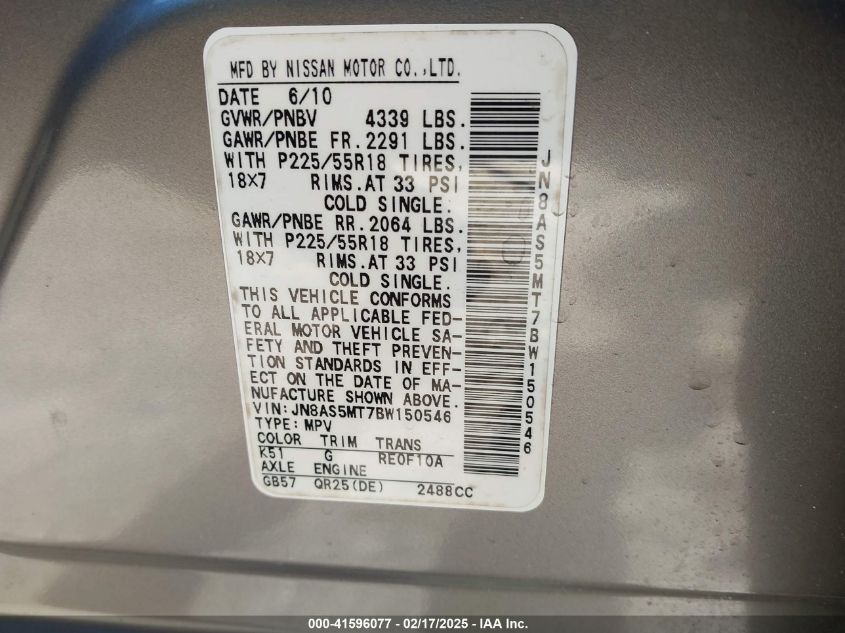 MFD BY NISSAN MOTOR CO.,LTD.
DATE 6/10
GVWR/PNBV 4339 LBS.
GAWR/PNBE FR. 2291 LBS.
WITH P225/55R18 TIRES,
18X7 RIMS. AT 33 PSI
COLD SINGLE.
GAWR/PNBE RR. 2064 LBS.
WITH P225/55R18 TIRES,
18X7 RIMS. AT 33 PSI
COLD SINGLE.
THIS VEHICLE CONFORMS
TO ALL APPLICABLE FED-
ERAL MOTOR VEHICLE SA-
FETY AND THEFT PREVEN-
TION STANDARDS IN EFF-
ECT ON THE DATE OF MA-
NUFACTURE SHOWN ABOVE.
VIN:JN8AS5MT7BW150546
TYPE: MPV
COLOR TRIM TRANS
K51 G RE0F10A
AXLE ENGINE
GB57 QR25(DE) 2488CC
JN8AS5MT7BW150546
000-41596077 — 02/17/2025 — IAA Inc.